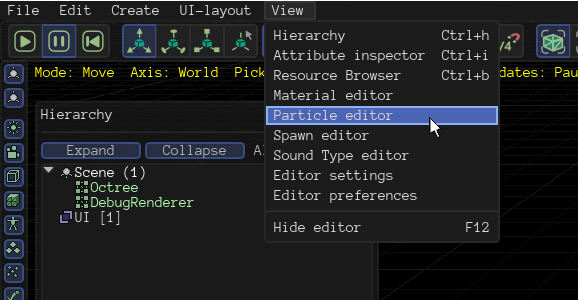 File Edit Create UI-layout View
Hierarchy Ctrl+h
Attribute inspector Ctrl+i
Resource Browser Ctrl+b
Material editor
Particle editor
Spawn editor
Sound Type editor
Editor settings
Editor preferences
Hide editor F12
4
Mode: Move Axis: World Pick
dates: Pau
Hierarchy
Expand Collapse Al
Scene (1)
Octree
DebugRenderer
UI [1]